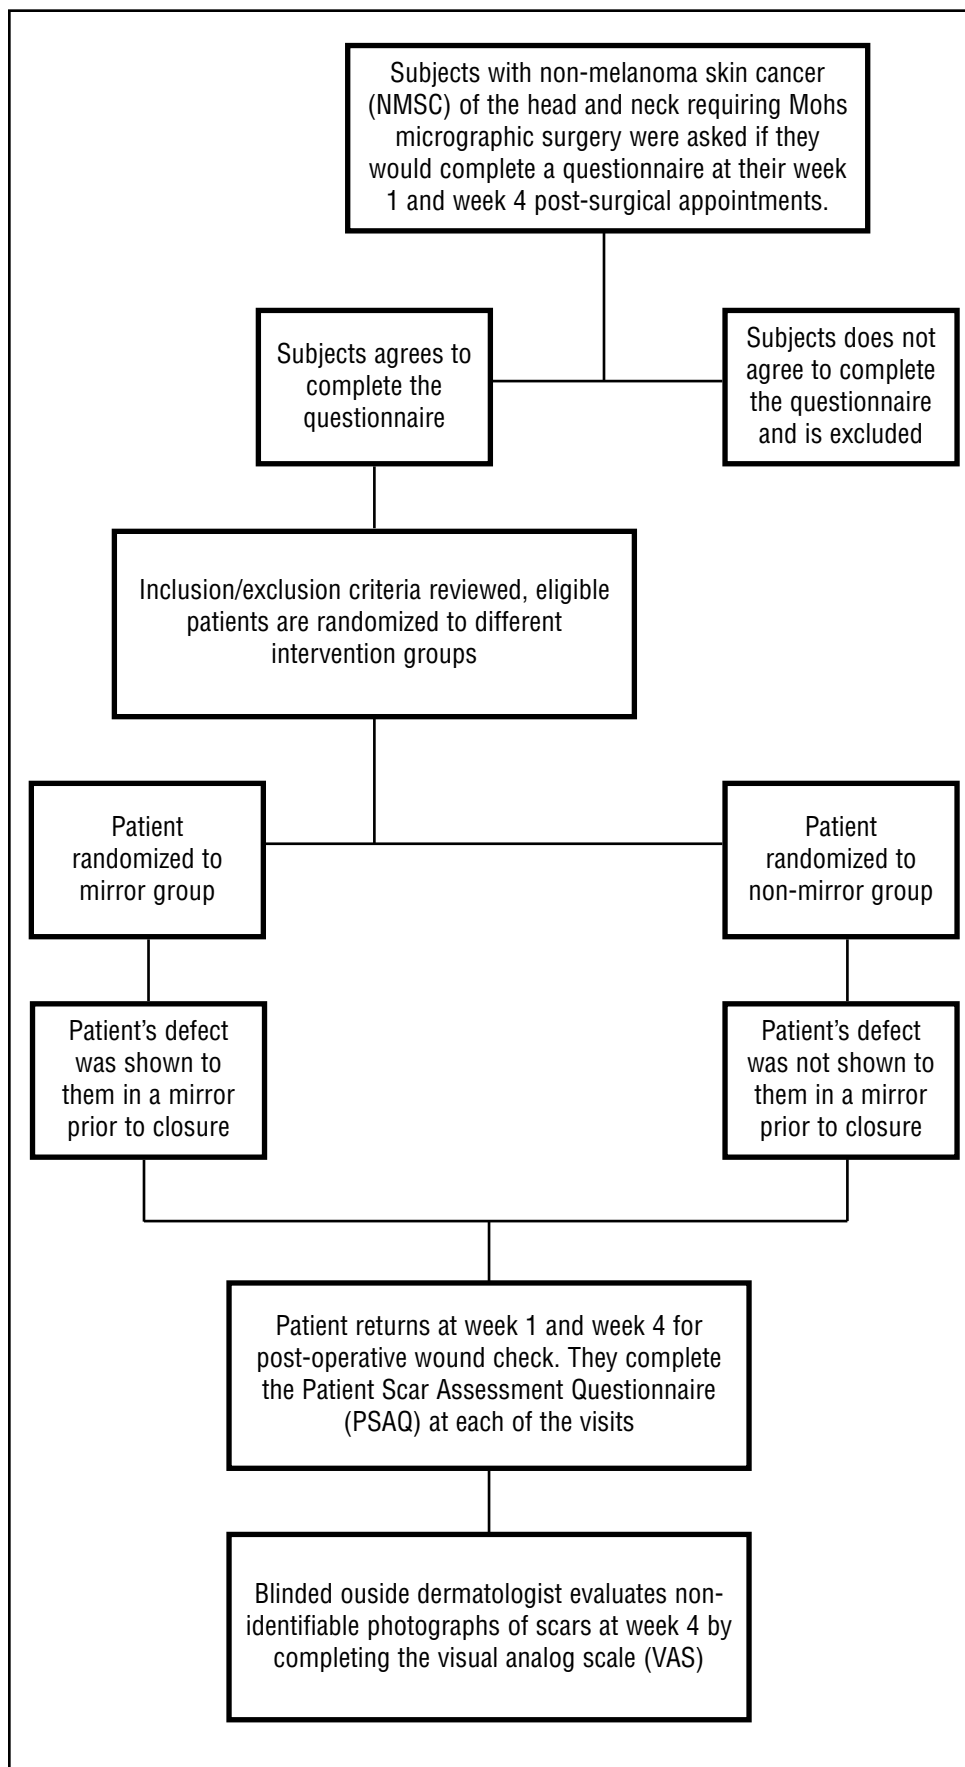 Subjects with non-melanoma skin cancer
(NMSC) of the head and neck requiring Mohs
micrographic surgery were asked if they
would complete a questionnaire at their week
1 and week 4 post-surgical appointments.
Subjects agrees to
complete the
questionnaire
Subjects does not
agree to complete
the questionnaire
and is excluded
Inclusion/exclusion criteria reviewed, eligible
patients are randomized to different
intervention groups
Patient
randomized to
mirror group
Patient
randomized to
non-mirror group
Patient’s defect
was shown to
them in a mirror
prior to closure
Patient’s defect
was not shown to
them in a mirror
prior to closure
Patient returns at week 1 and week 4 for
post-operative wound check. They complete
the Patient Scar Assessment Questionnaire
(PSAQ) at each of the visits
Blinded ouside dermatologist evaluates non-
identifiable photographs of scars at week 4 by
completing the visual analog scale (VAS)